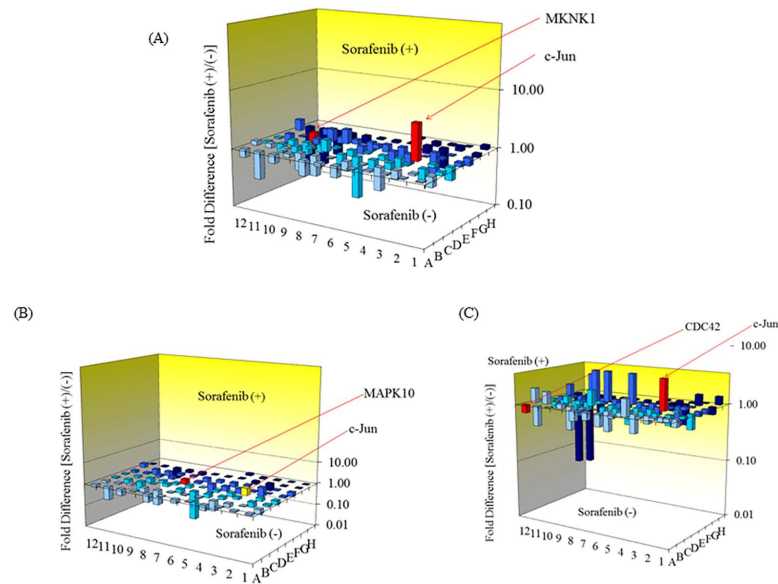 (A)
MKNK1
Sorafenib (+)
c-Jun
10.00
1.00
0.10
Fold Difference [Sorafenib (+)/(-)]
Sorafenib (-)
12 11 10 9 8 7 6 5 4 3 2 1
A B C D E F G H
(B)
Sorafenib (+)
MAPK10
c-Jun
10.00
1.00
0.10
0.01
Fold Difference [Sorafenib (+)/(-)]
Sorafenib (-)
12 11 10 9 8 7 6 5 4 3 2 1
A B C D E F G H
(C)
CDC42
c-Jun
10.00
Sorafenib (+)
1.00
0.10
0.01
Fold Difference [Sorafenib (+)/(-)]
Sorafenib (-)
12 11 10 9 8 7 6 5 4 3 2 1
A B C D E F G H